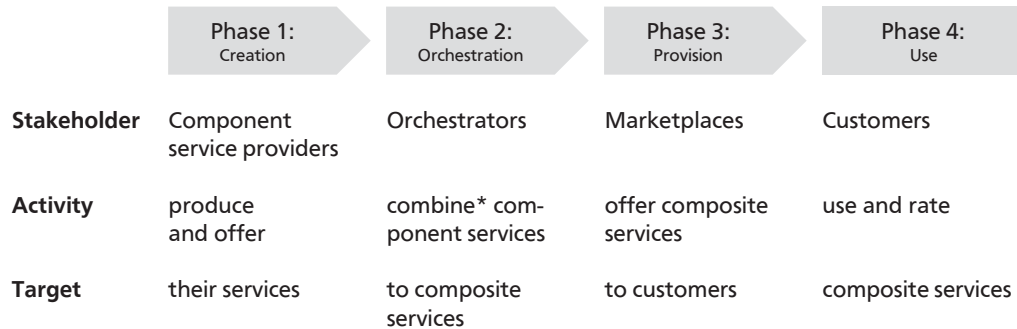 Phase 1:
Creation
Phase 2:
Orchestration
Phase 3:
Provision
Phase 4:
Use
Stakeholder
Component
service providers
Orchestrators
Marketplaces
Customers
Activity
produce
and offer
combine* com-
ponent services
offer composite
services
use and rate
Target
their services
to composite
services
to customers
composite services